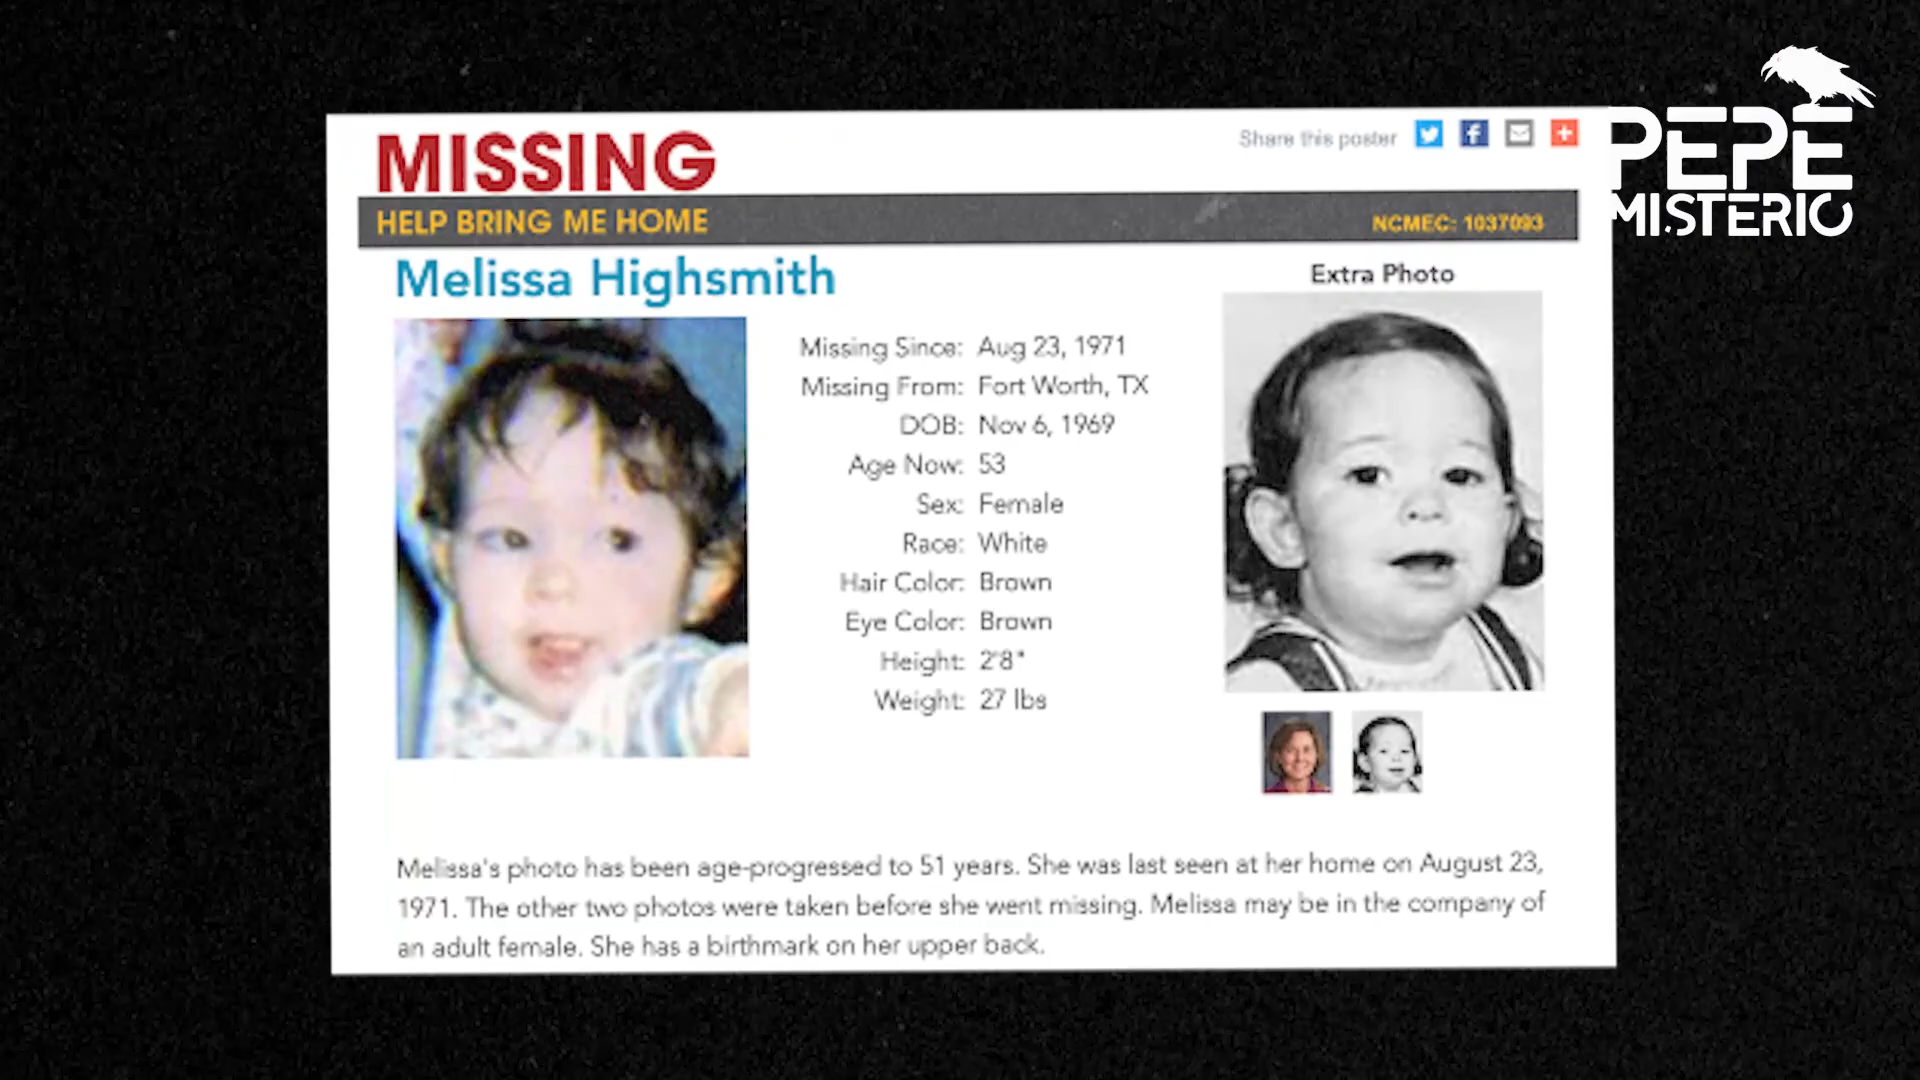 MISSING
Share this poster
HELP BRING ME HOME
NCMEC: 1037093
PEPE
MISTERIO
Melissa Highsmith
Extra Photo
Missing Since: Aug 23, 1971
Missing From: Fort Worth, TX
DOB: Nov 6, 1969
Age Now: 53
Sex: Female
Race: White
Hair Color: Brown
Eye Color: Brown
Height: 2'8"
Weight: 27 lbs
Melissa's photo has been age-progressed to 51 years. She was last seen at her home on August 23,
1971. The other two photos were taken before she went missing. Melissa may be in the company of
an adult female. She has a birthmark on her upper back.